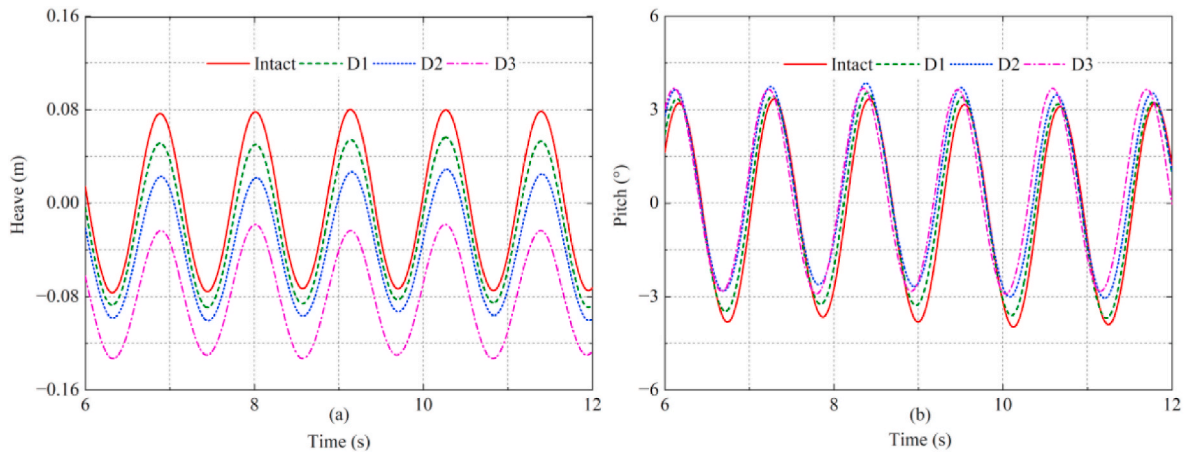 0.16
0.08
0.00
−0.08
−0.16
Heave (m)
Intact D1 D2 D3
6 8 10 12
(a)
Time (s)
6
3
0
−3
−6
Pitch (°)
Intact D1 D2 D3
6 8 10 12
(b)
Time (s)